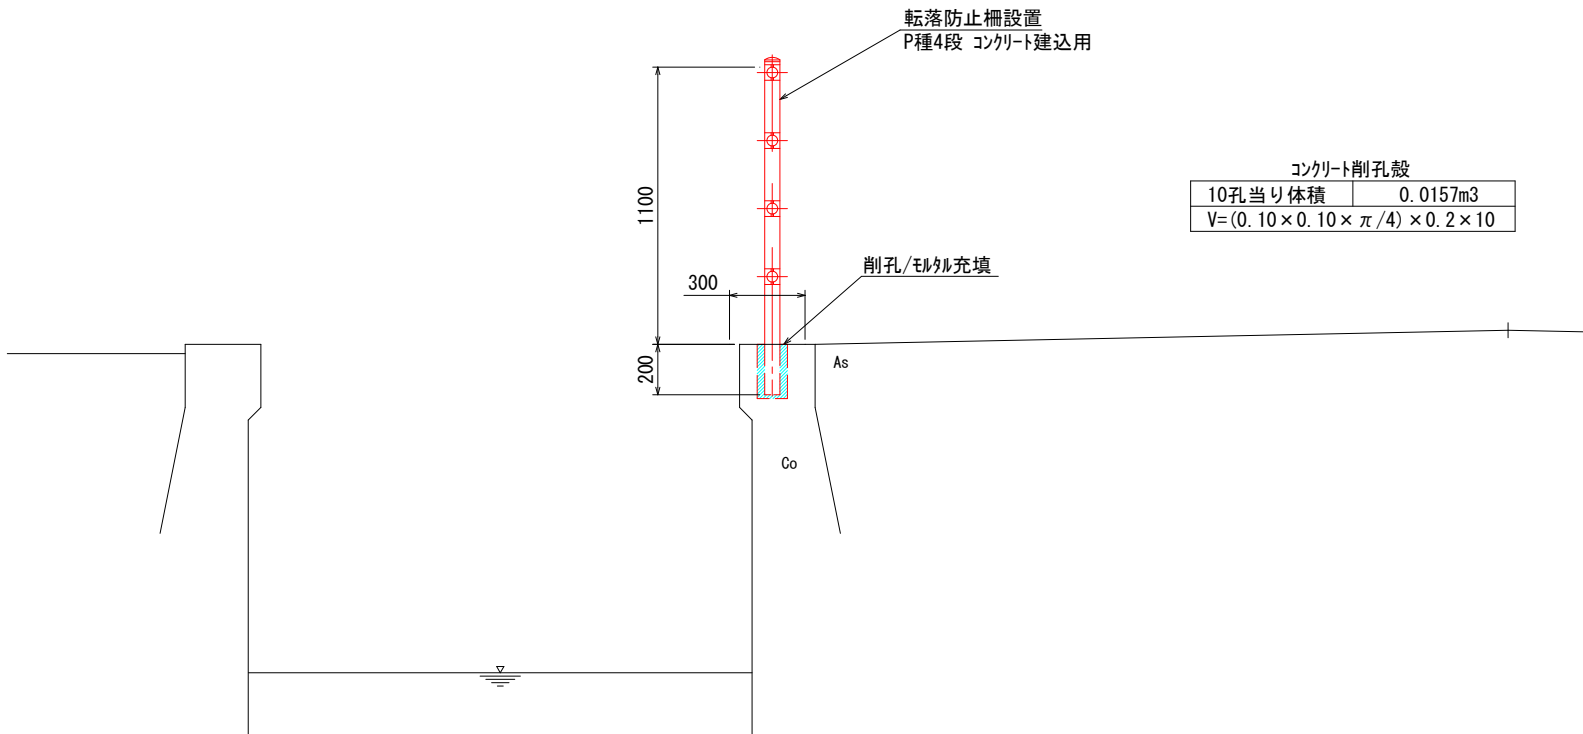 転落防止柵設置
P種4段 コンクリート建込用
1100
コンクリート削孔殻
10孔当り体積 0.0157m3
V=(0.10×0.10×π/4)×0.2×10
削孔/モルタル充填
300
200
As
Co